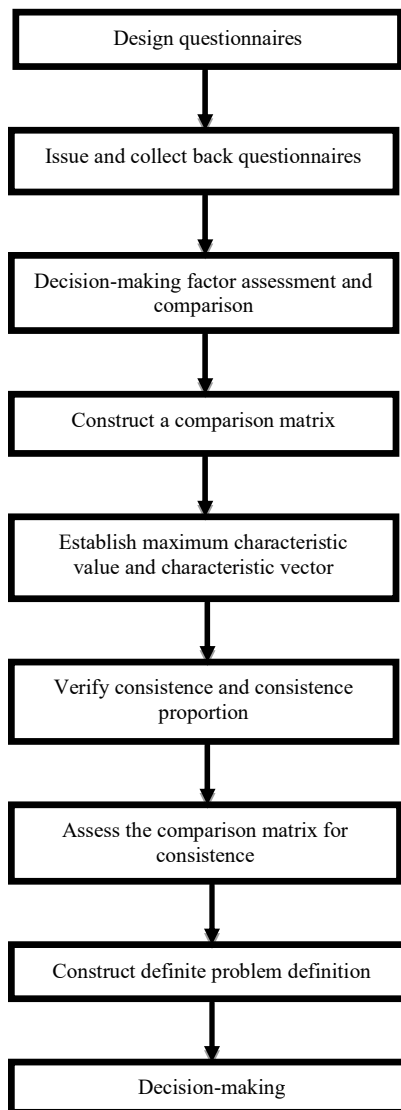 Design questionnaires
Issue and collect back questionnaires
Decision-making factor assessment and
comparison
Construct a comparison matrix
Establish maximum characteristic
value and characteristic vector
Verify consistence and consistence
proportion
Assess the comparison matrix for
consistence
Construct definite problem definition
Decision-making